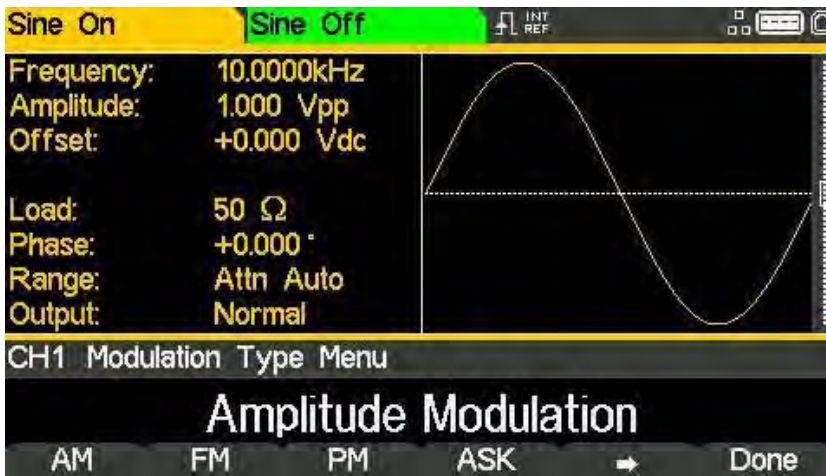 Sine On Sine Off INT REF
Frequency: 10.0000kHz
Amplitude: 1.000 Vpp
Offset: +0.000 Vdc
Load: 50 Ω
Phase: +0.000 °
Range: Attn Auto
Output: Normal
CH1 Modulation Type Menu
Amplitude Modulation
AM FM PM ASK ➡ Done